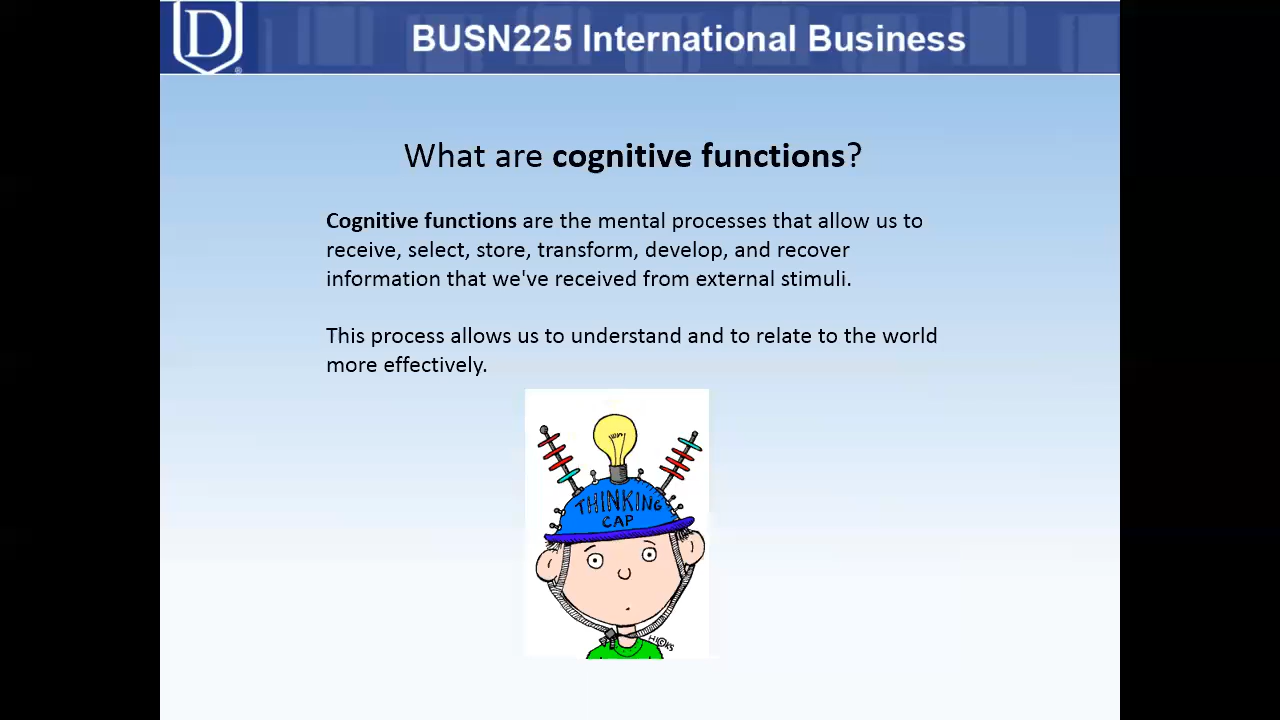 D
®
BUSN225 International Business
What are cognitive functions?
Cognitive functions are the mental processes that allow us to
receive, select, store, transform, develop, and recover
information that we've received from external stimuli.
This process allows us to understand and to relate to the world
more effectively.
THINKING
CAP
HICKS